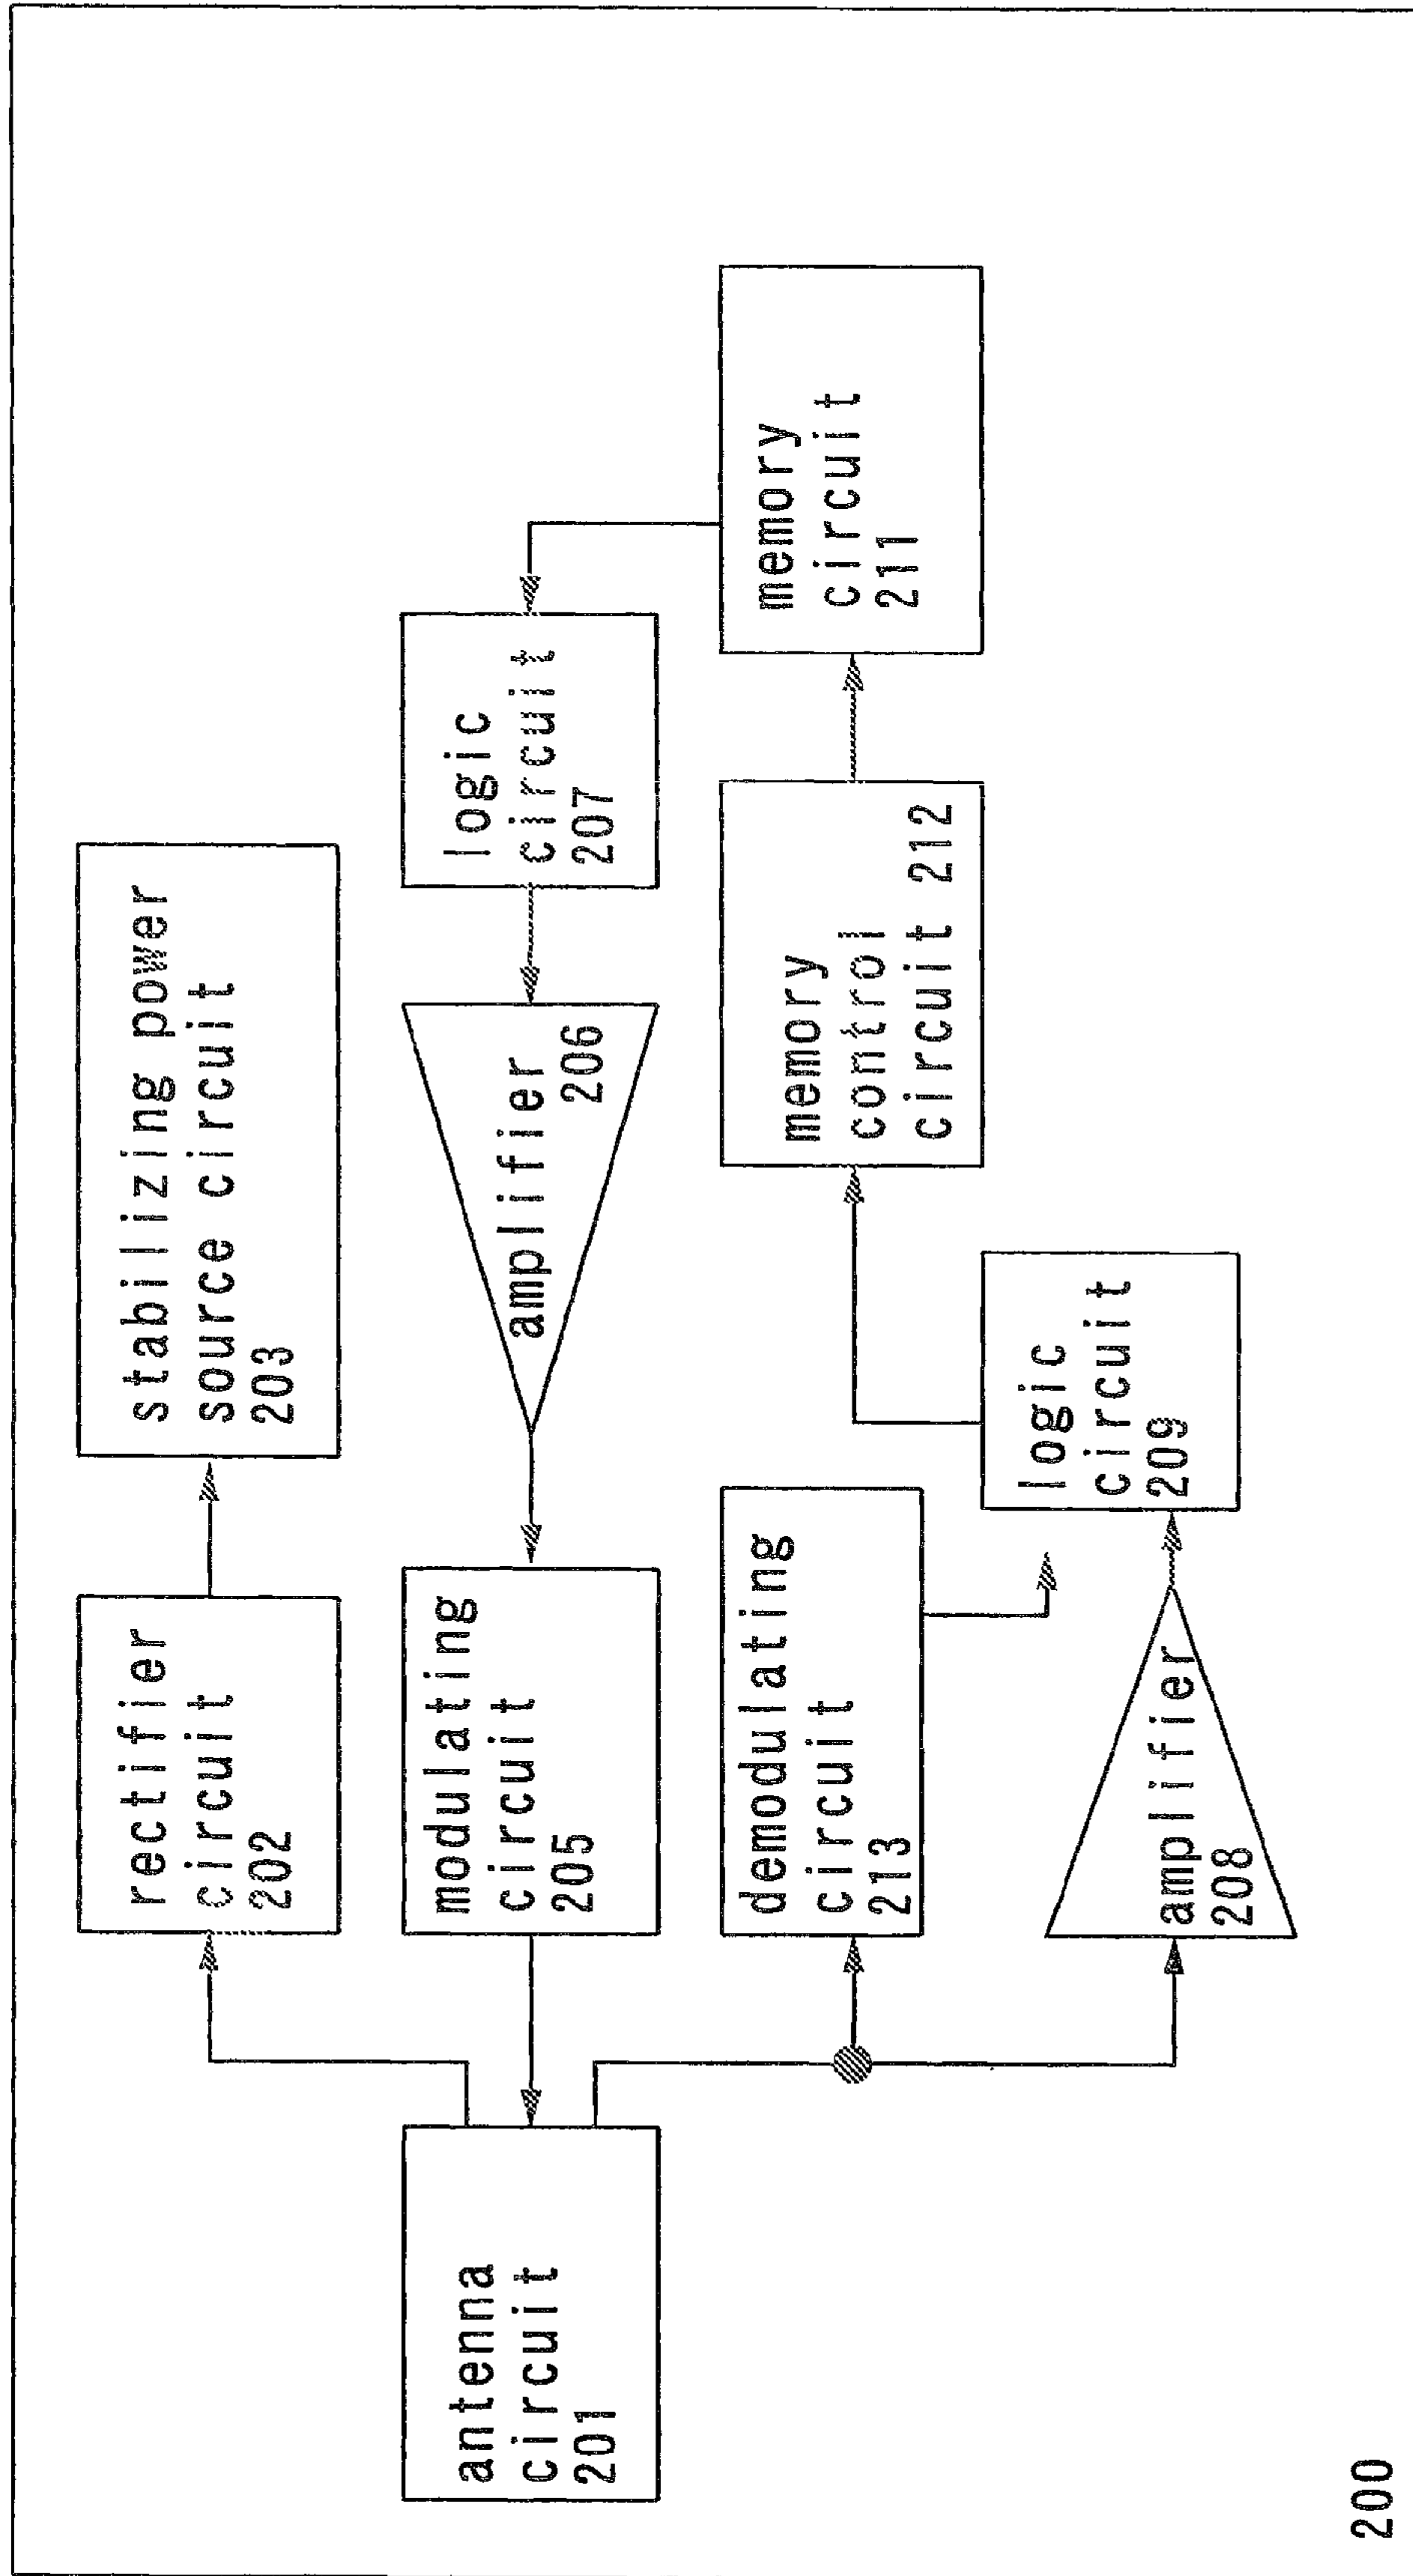 rectifier
circuit
202
stabilizing power
source circuit
203
antenna
circuit
201
modulating
circuit
205
amplifier
206
logic
circuit
207
demodulating
circuit
213
memory
control
circuit 212
memory
circuit
211
logic
circuit
209
amplifier
208
200